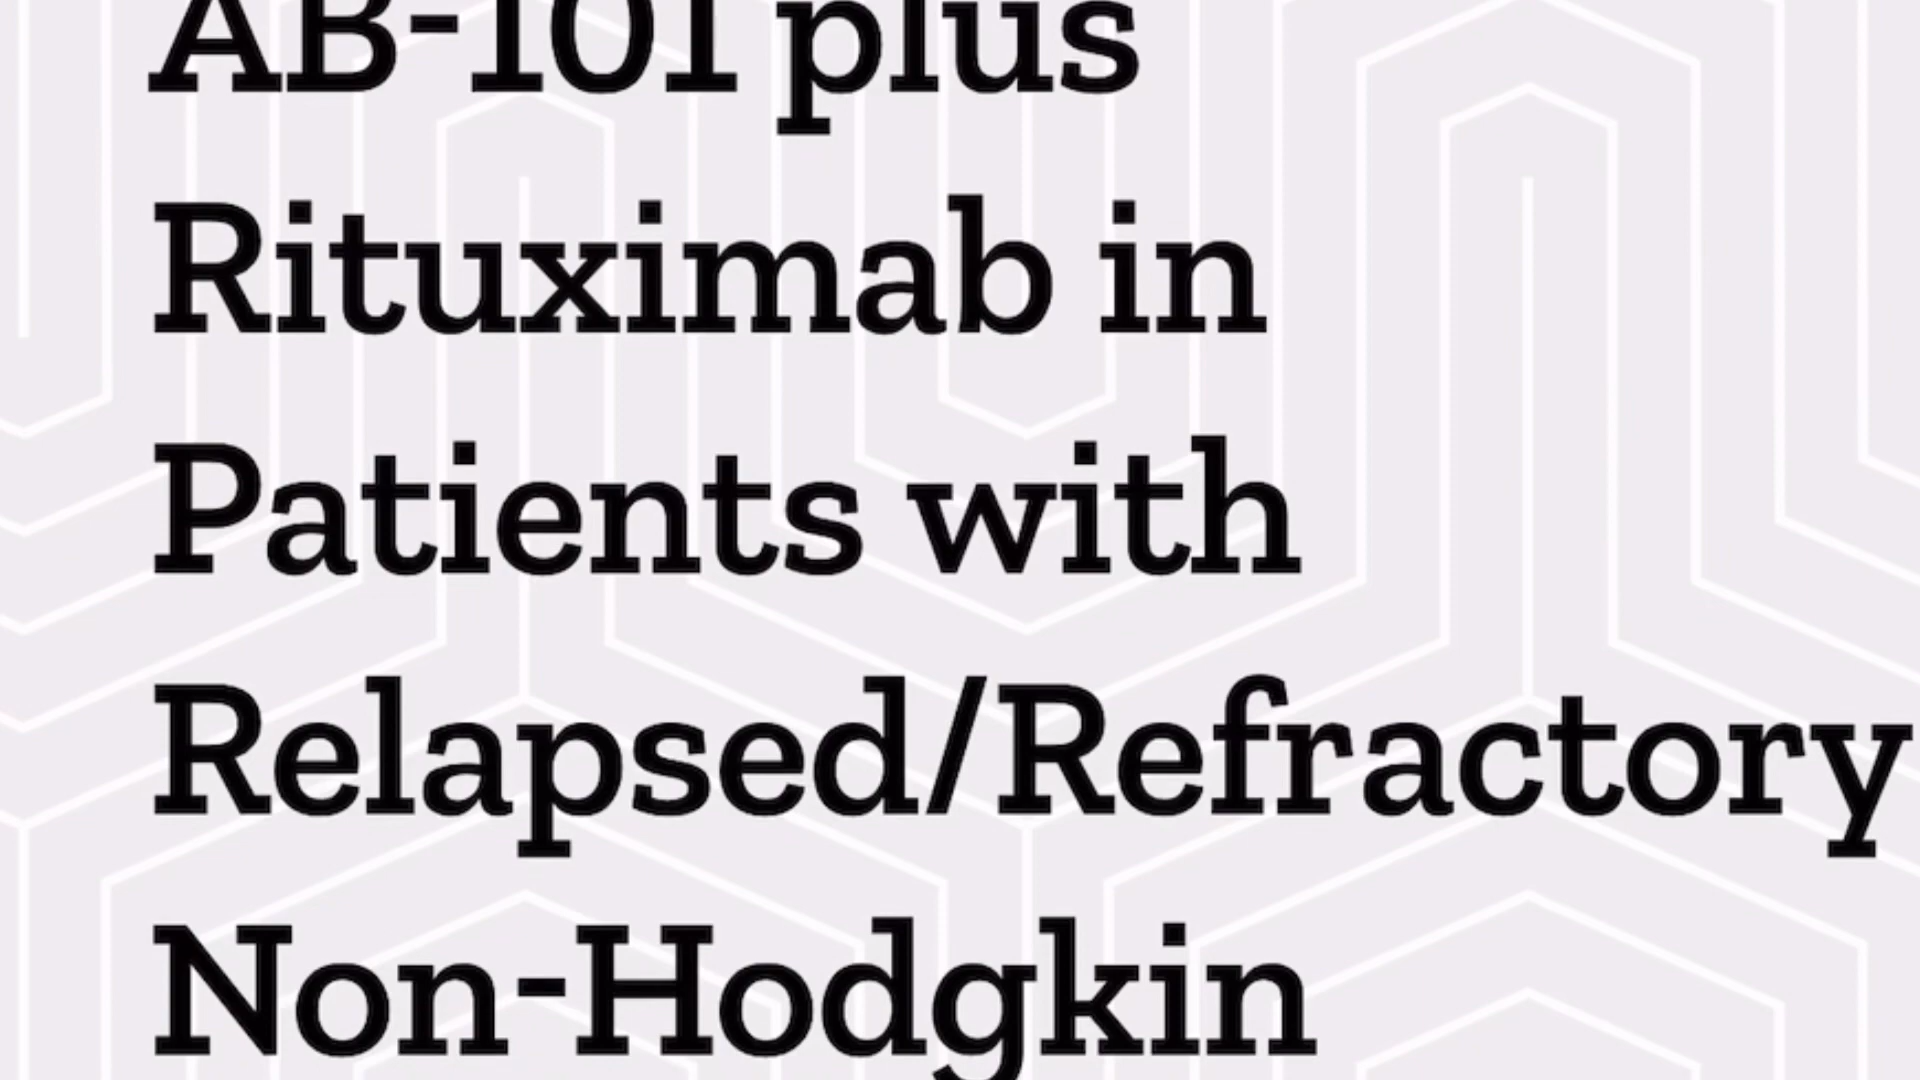 AB-101 plus
Rituximab in
Patients with
Relapsed/Refractory
Non-Hodgkin